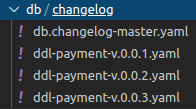 db/changelog
! db.changelog-master.yaml
! ddl-payment-v.0.0.1.yaml
! ddl-payment-v.0.0.2.yaml
! ddl-payment-v.0.0.3.yaml